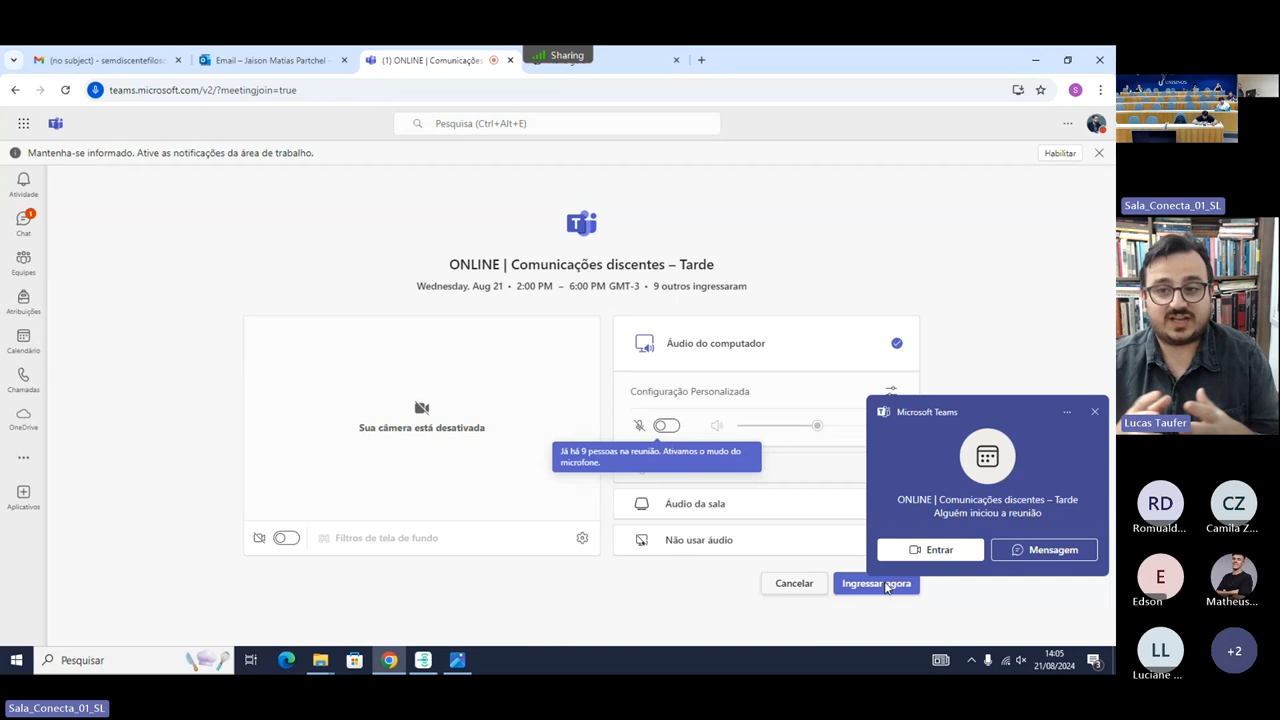 Sharing
(no subject) - semdiscentefilos
Email – Jaison Matias Partchel -
(1) ONLINE | Comunicações
teams.microsoft.com/v2/?meetingjoin=true
S
Pesquisa (Ctrl+Alt+E)
Mantenha-se informado. Ative as notificações da área de trabalho.
Habilitar
Atividade
1
Chat
Equipes
Atribuições
Calendário
Chamadas
OneDrive
Aplicativos
ONLINE | Comunicações discentes – Tarde
Wednesday, Aug 21 • 2:00 PM – 6:00 PM GMT-3 • 9 outros ingressaram
Sua câmera está desativada
Filtros de tela de fundo
Áudio do computador
Configuração Personalizada
Já há 9 pessoas na reunião. Ativamos o mudo do
microfone.
Áudio da sala
Não usar áudio
Cancelar
Ingressar agora
Microsoft Teams
ONLINE | Comunicações discentes – Tarde
Alguém iniciou a reunião
Entrar
Mensagem
Pesquisar
14:05
21/08/2024
3
UNISINOS
Sala_Conecta_01_SL
Lucas Taufer
RD
Romuald...
CZ
Camila Z...
E
Edson
Matheus...
LL
Luciane ...
+2
Sala_Conecta_01_SL